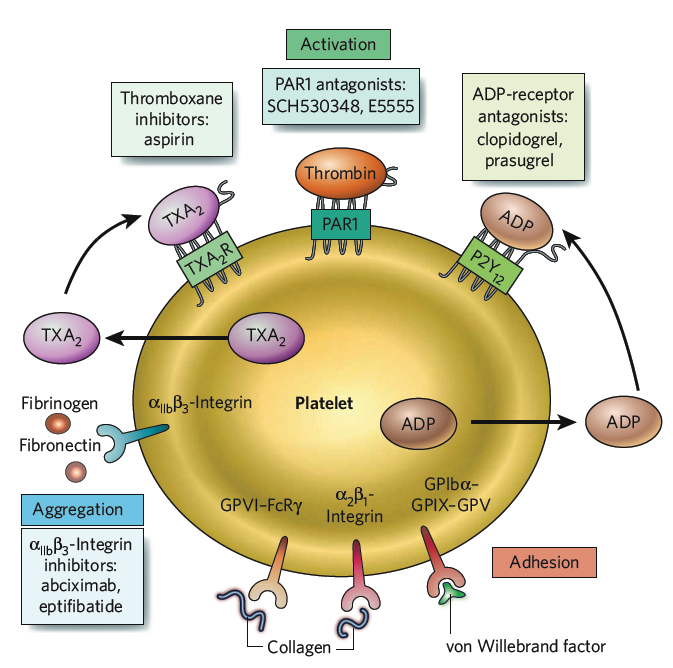 Activation
PAR1 antagonists:
SCH530348, E5555
Thromboxane
inhibitors:
aspirin
ADP-receptor
antagonists:
clopidogrel,
prasugrel
Thrombin
PAR1
TXA₂
TXA₂R
ADP
P2Y₁₂
TXA₂
TXA₂
Fibrinogen
Fibronectin
αIIbβ₃-Integrin
Platelet
ADP
ADP
Aggregation
αIIbβ₃-Integrin
inhibitors:
abciximab,
eptifibatide
GPVI–FcRγ
α₂β₁-
Integrin
GPIbα–
GPIX–GPV
Adhesion
Collagen
von Willebrand factor